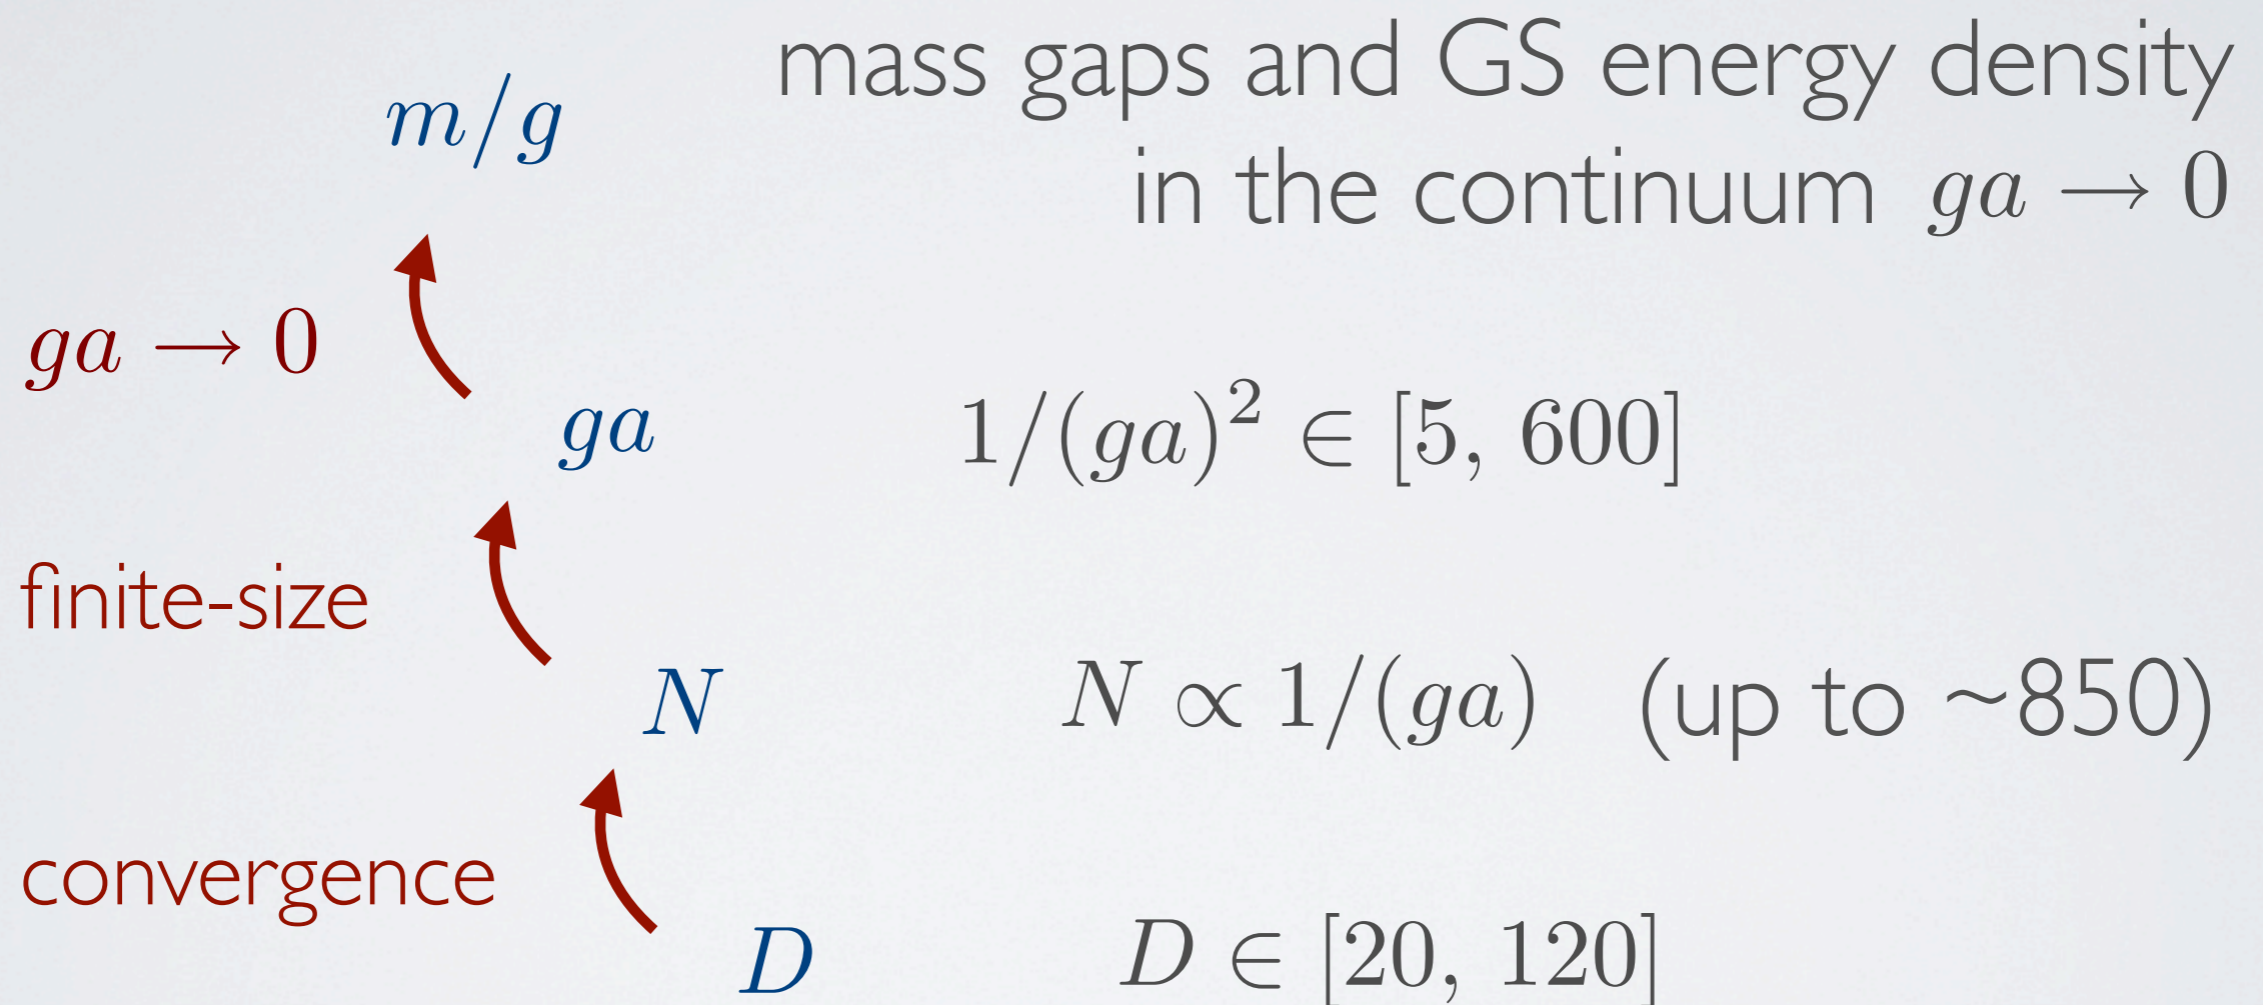 mass gaps and GS energy density
m/g
in the continuum ga → 0
ga → 0
ga 1/(ga)² ∈ [5, 600]
finite-size
N N ∝ 1/(ga) (up to ~850)
convergence
D D ∈ [20, 120]